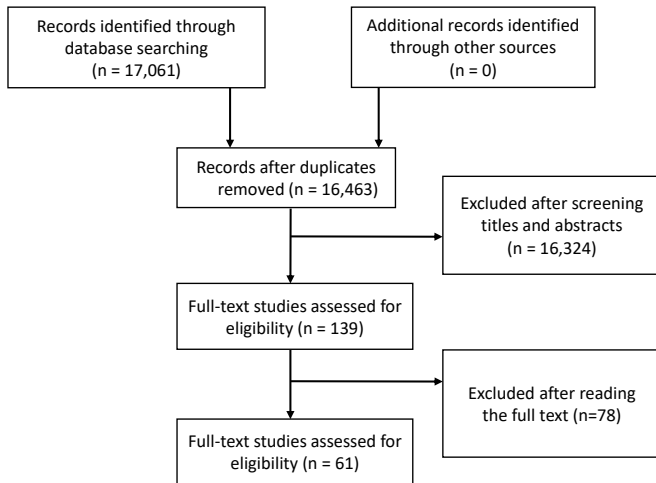 Records identified through
database searching
(n = 17,061)
Additional records identified
through other sources
(n = 0)
Records after duplicates
removed (n = 16,463)
Excluded after screening
titles and abstracts
(n = 16,324)
Full-text studies assessed for
eligibility (n = 139)
Excluded after reading
the full text (n=78)
Full-text studies assessed for
eligibility (n = 61)